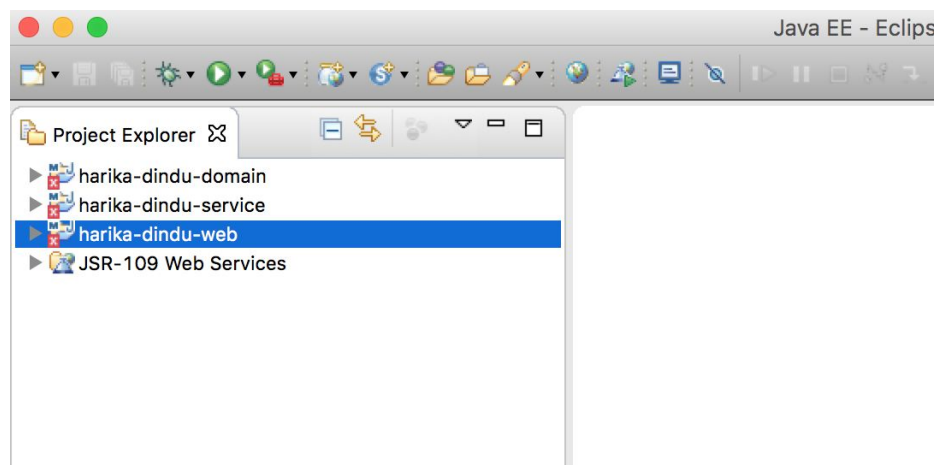 Java EE - Eclips
Project Explorer
harika-dindu-domain
harika-dindu-service
harika-dindu-web
JSR-109 Web Services